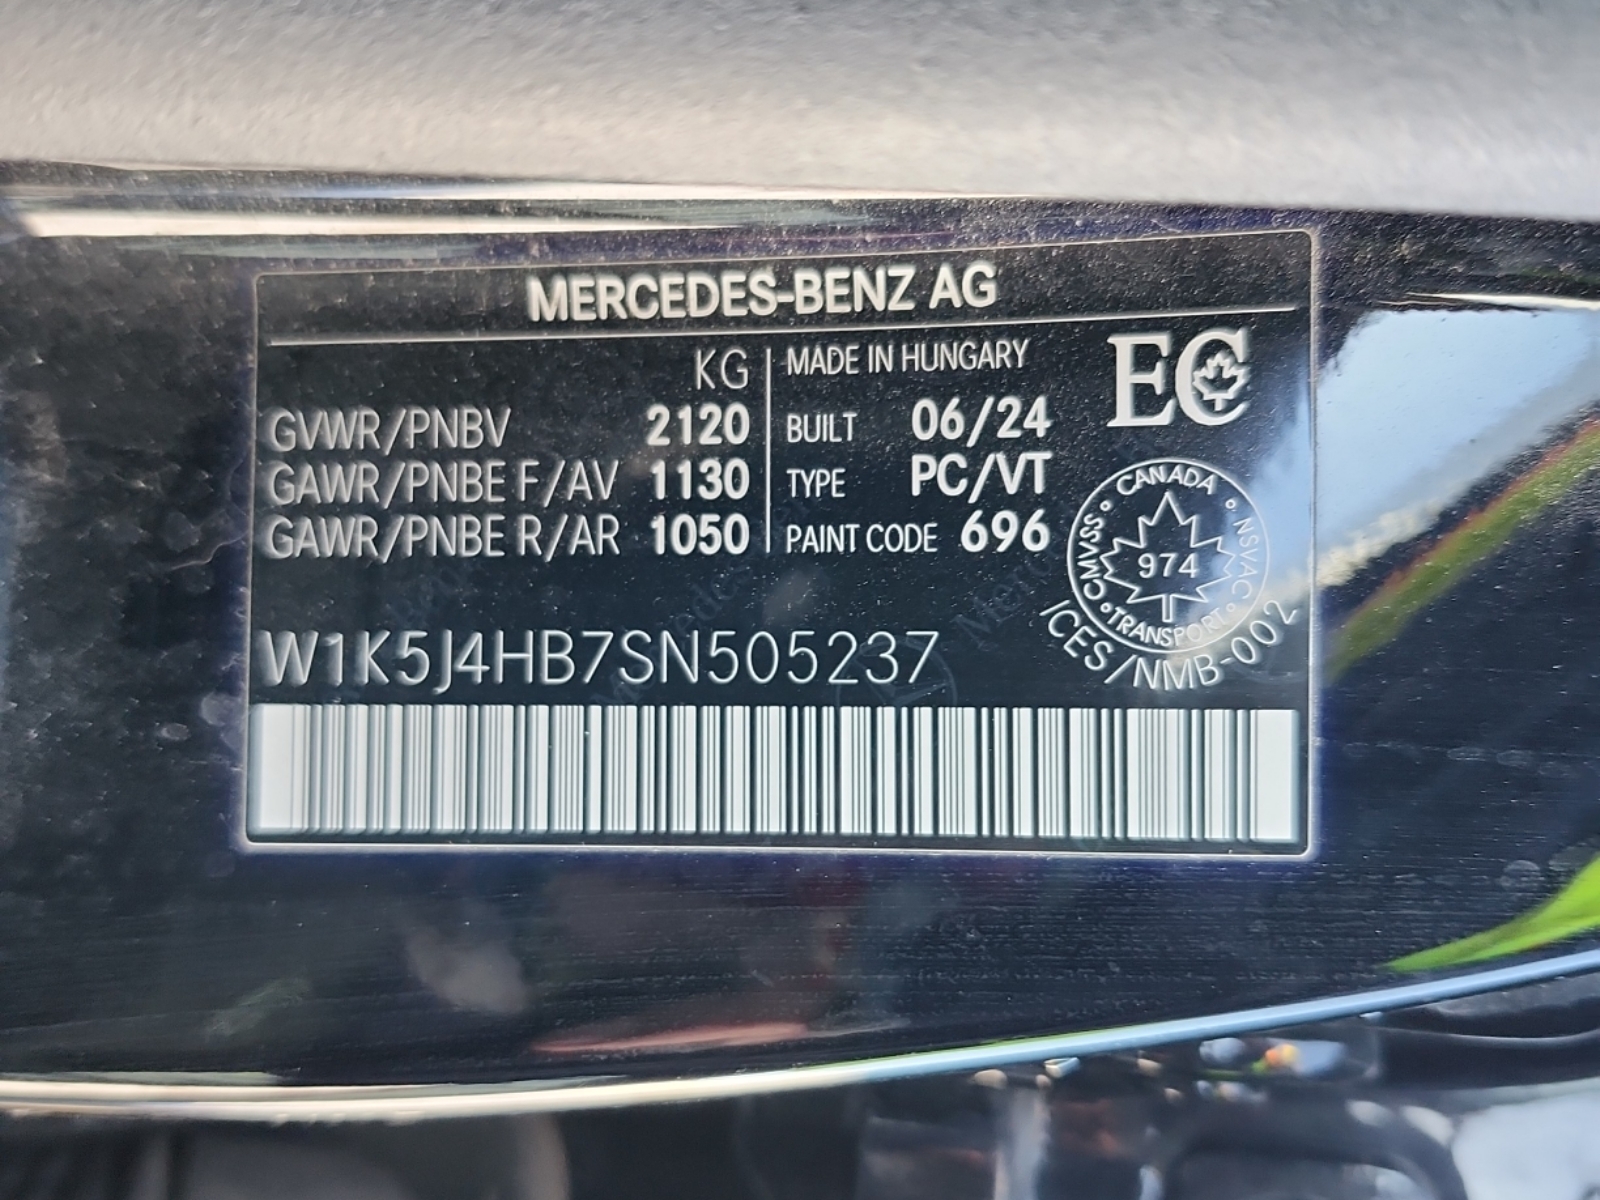 MERCEDES-BENZ AG
KG
GVWR/PNBV 2120
GAWR/PNBE F/AV 1130
GAWR/PNBE R/AR 1050
MADE IN HUNGARY
BUILT 06/24
TYPE PC/VT
PAINT CODE 696
EC
CANADA
CMVSS
NSVAC
974
TRANSPORT
ICES/NMB-002
W1K5J4HB7SN505237